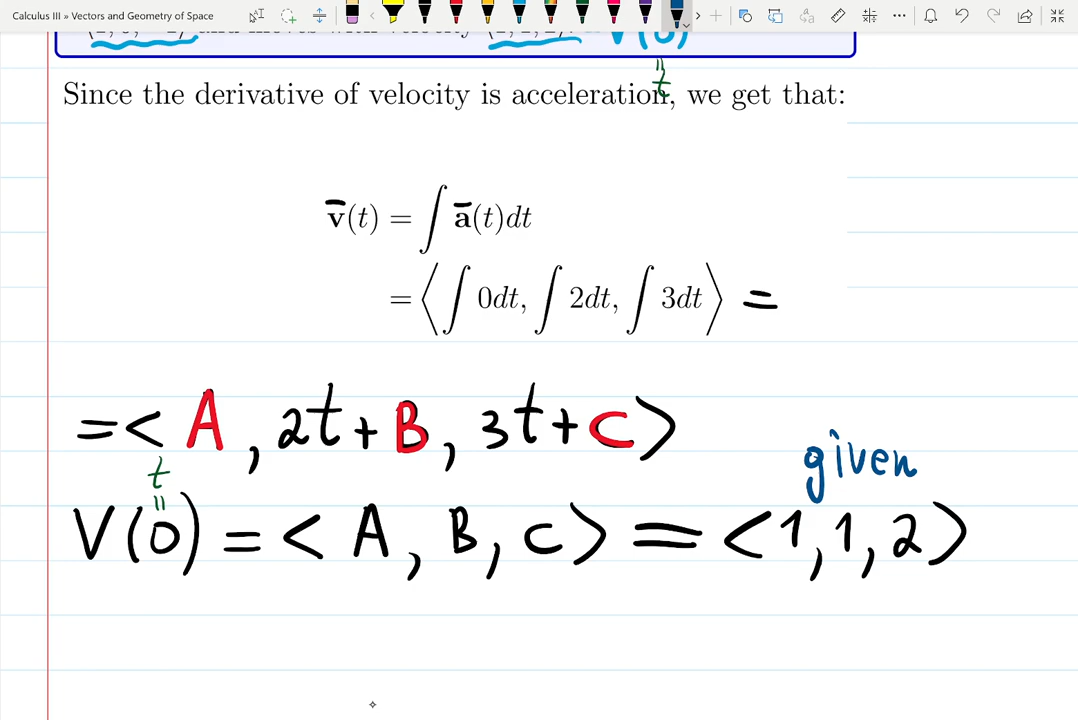 Calculus III » Vectors and Geometry of Space
V(0)
"
t
Since the derivative of velocity is acceleration, we get that:
v̄(t) = ∫ ā(t)dt
= ⟨∫ 0dt, ∫ 2dt, ∫ 3dt⟩ =
= < A , 2t + B , 3t + C >
given
t
"
V(0) = < A , B , C > = < 1 , 1 , 2 >